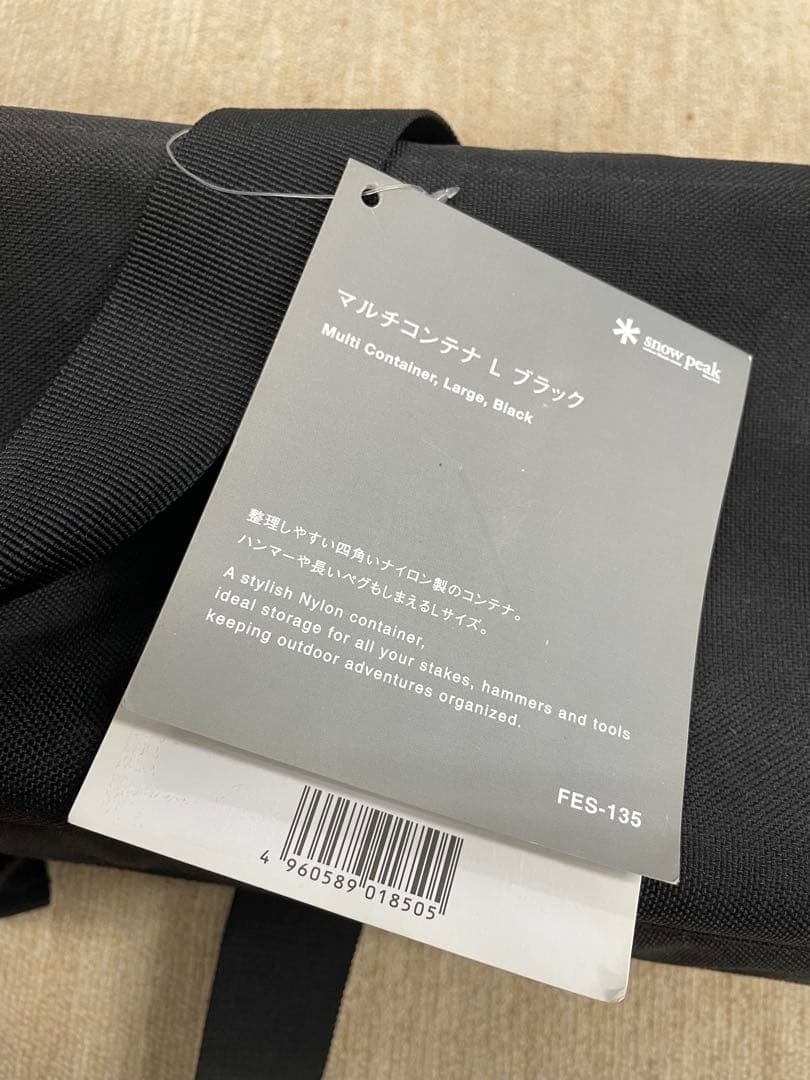 マルチコンテナ L ブラック
Multi Container, Large, Black
snow peak
整理しやすい四角いナイロン製のコンテナ。
ハンマーや長いペグもしまえるLサイズ。
A stylish Nylon container,
ideal storage for all your stakes, hammers and tools
keeping outdoor adventures organized.
FES-135
4 960589 018505